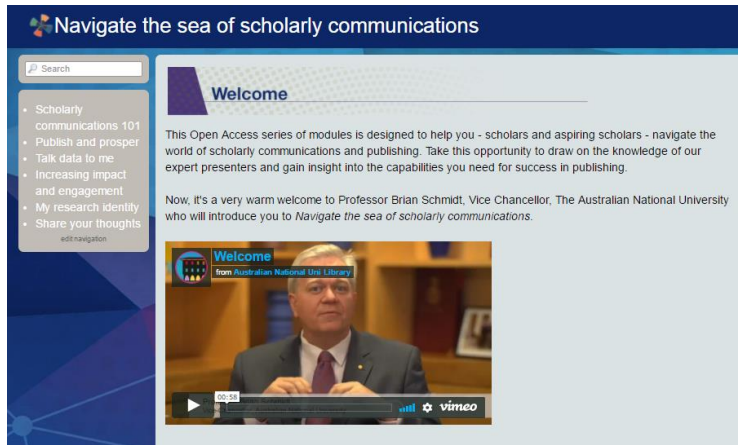 Navigate the sea of scholarly communications
Search
Scholarly
communications 101
Publish and prosper
Talk data to me
Increasing impact
and engagement
My research identity
Share your thoughts
edit navigation
Welcome
This Open Access series of modules is designed to help you - scholars and aspiring scholars - navigate the
world of scholarly communications and publishing. Take this opportunity to draw on the knowledge of our
expert presenters and gain insight into the capabilities you need for success in publishing.
Now, it's a very warm welcome to Professor Brian Schmidt, Vice Chancellor, The Australian National University
who will introduce you to Navigate the sea of scholarly communications.
Welcome
from Australian National Uni Library
00:58
vimeo